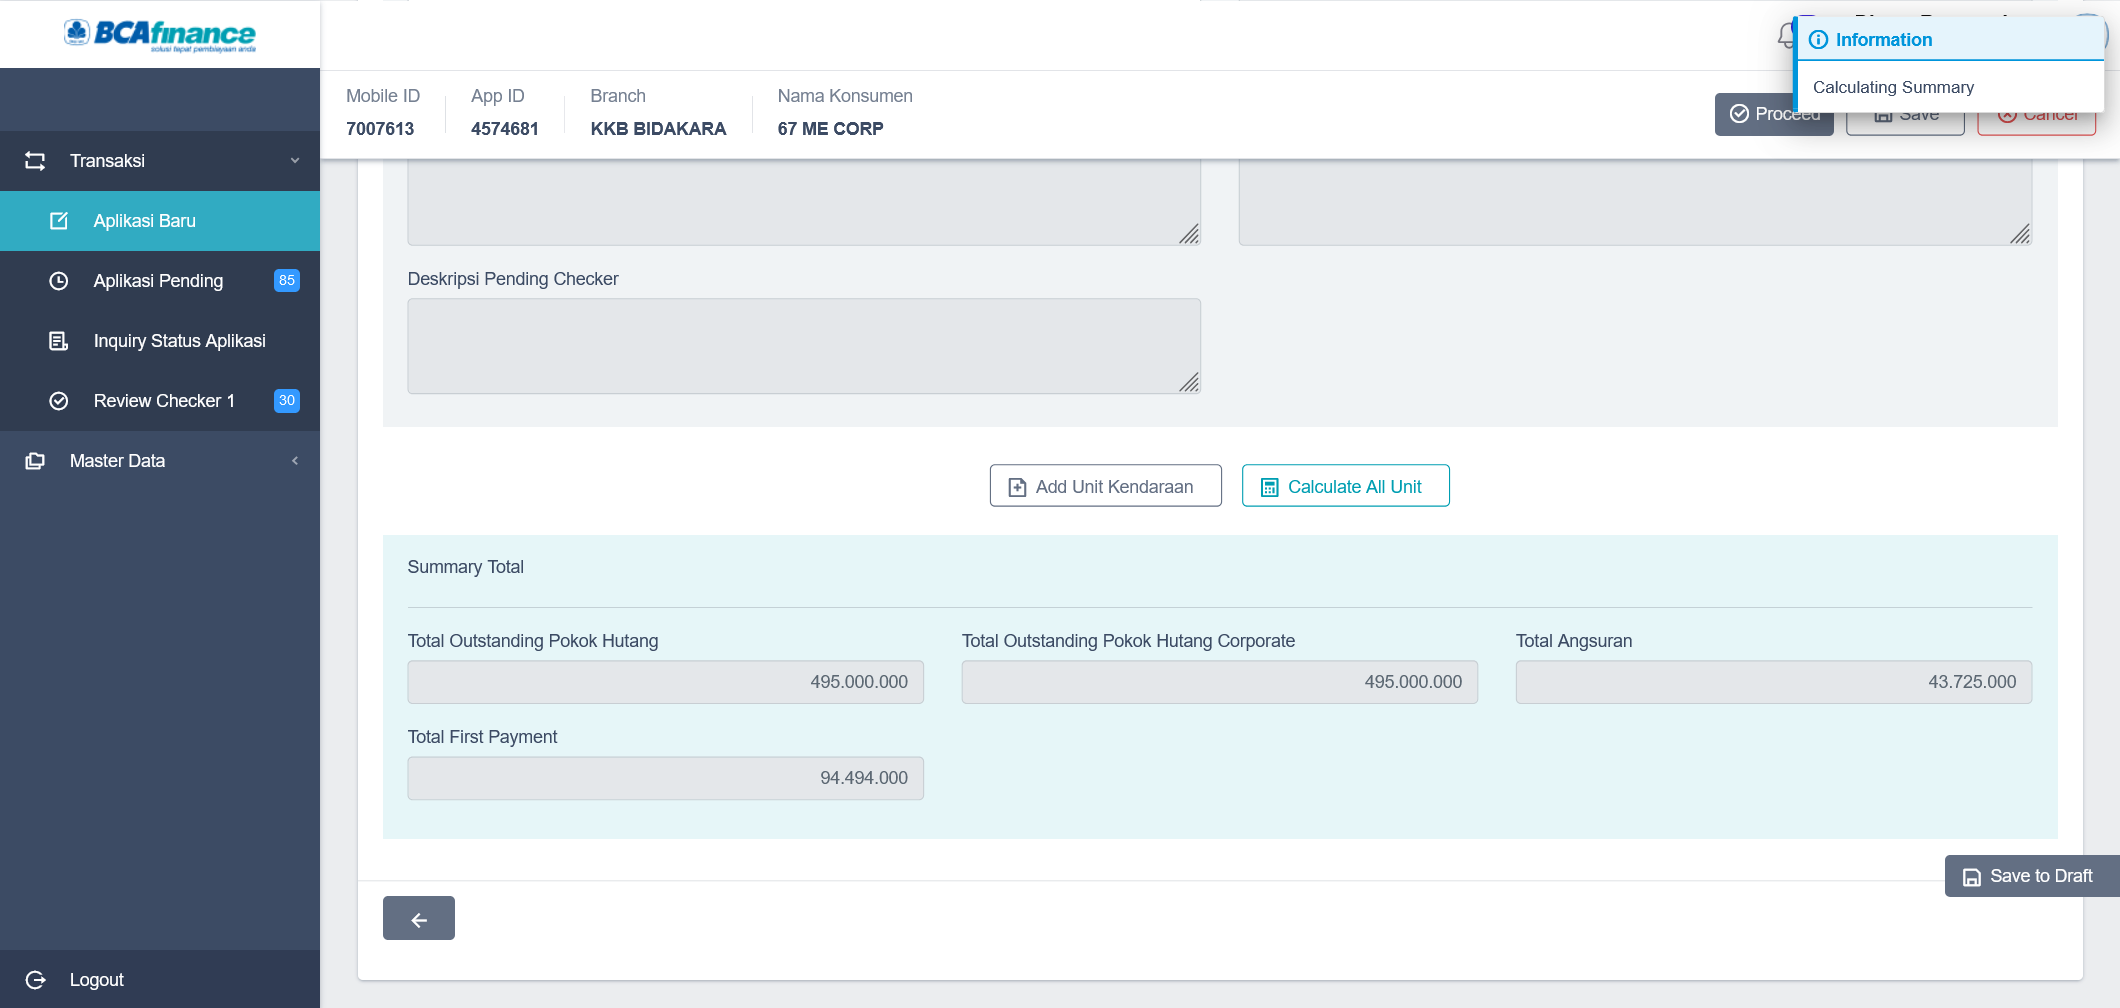 BCAfinance
solusi tepat pembiayaan anda
Information
Calculating Summary
Mobile ID
7007613
App ID
4574681
Branch
KKB BIDAKARA
Nama Konsumen
67 ME CORP
Proceed
Save
Cancel
Transaksi
Aplikasi Baru
Aplikasi Pending
85
Inquiry Status Aplikasi
Review Checker 1
30
Master Data
Logout
Deskripsi Pending Checker
Add Unit Kendaraan
Calculate All Unit
Summary Total
Total Outstanding Pokok Hutang
495.000.000
Total Outstanding Pokok Hutang Corporate
495.000.000
Total Angsuran
43.725.000
Total First Payment
94.494.000
Save to Draft